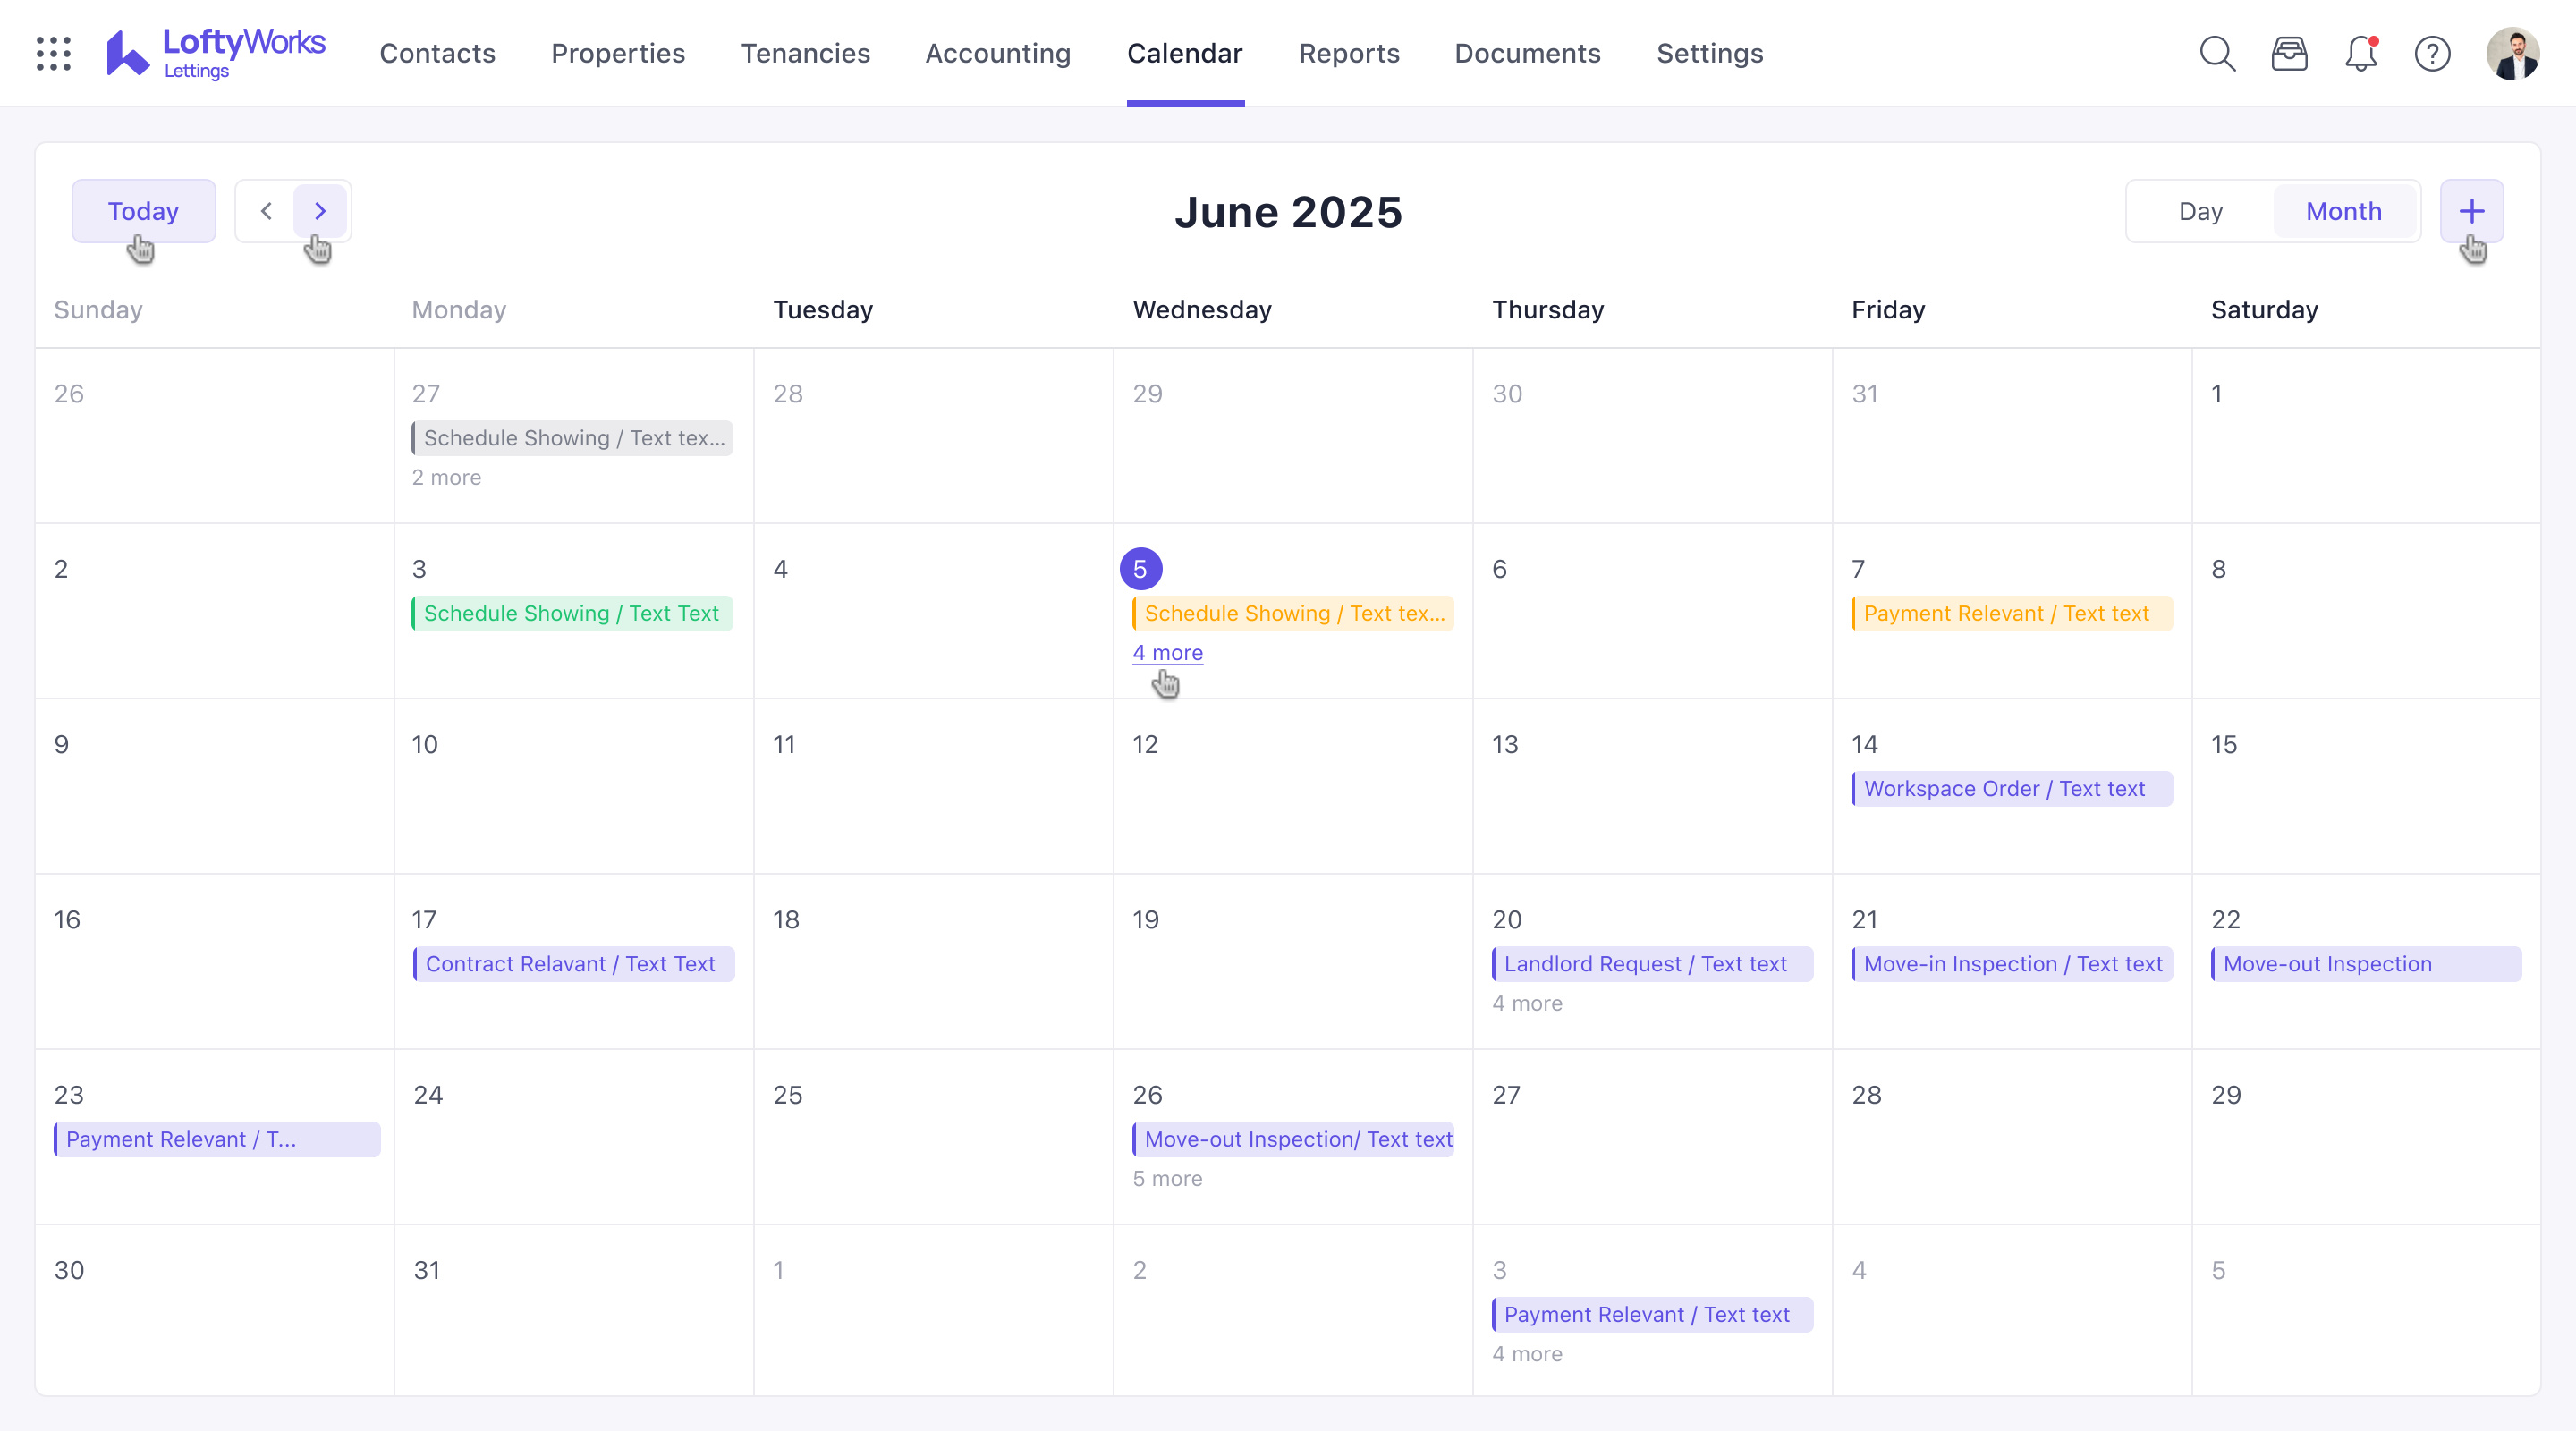 LoftyWorks
Lettings
Contacts
Properties
Tenancies
Accounting
Calendar
Reports
Documents
Settings
Today
June 2025
Day
Month
Sunday
Monday
Tuesday
Wednesday
Thursday
Friday
Saturday
26
27
28
29
30
31
1
Schedule Showing / Text tex...
2 more
2
3
4
5
6
7
8
Schedule Showing / Text Text
Schedule Showing / Text tex...
Payment Relevant / Text text
4 more
9
10
11
12
13
14
15
Workspace Order / Text text
16
17
18
19
20
21
22
Contract Relavant / Text Text
Landlord Request / Text text
Move-in Inspection / Text text
Move-out Inspection
4 more
23
24
25
26
27
28
29
Payment Relevant / T...
Move-out Inspection/ Text text
5 more
30
31
1
2
3
4
5
Payment Relevant / Text text
4 more